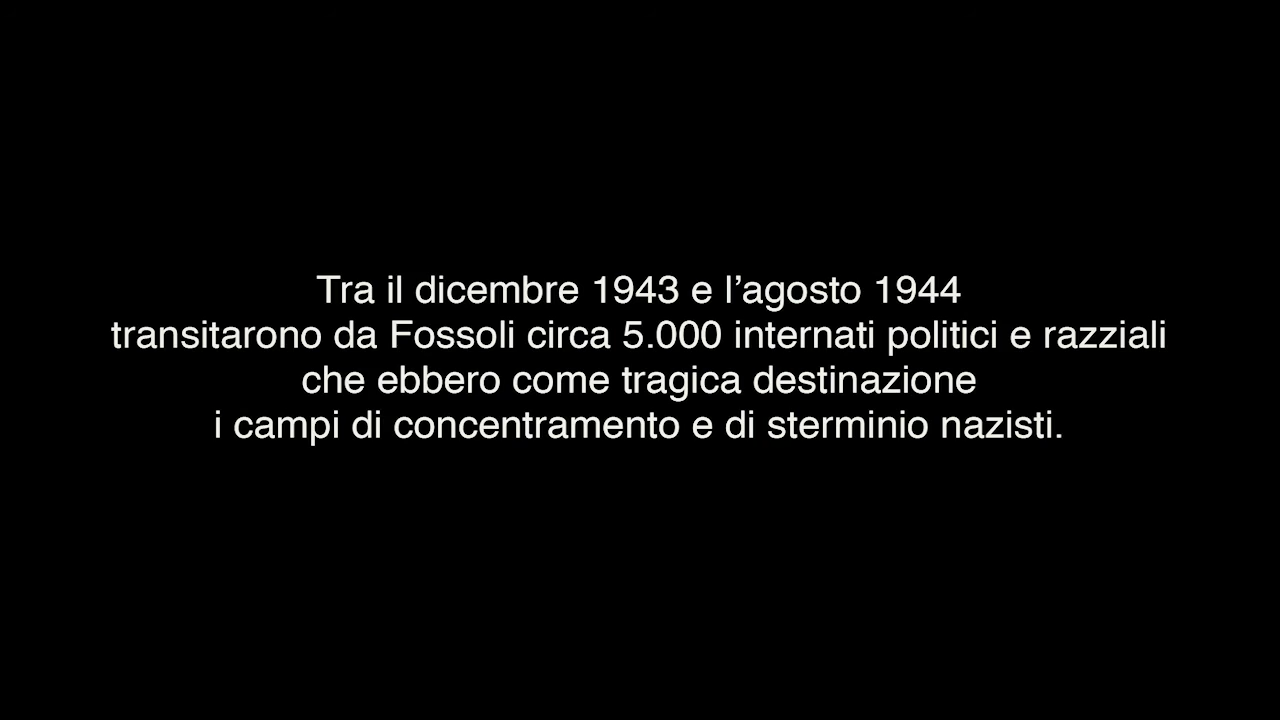 Tra il dicembre 1943 e l’agosto 1944
transitarono da Fossoli circa 5.000 internati politici e razziali
che ebbero come tragica destinazione
i campi di concentramento e di sterminio nazisti.